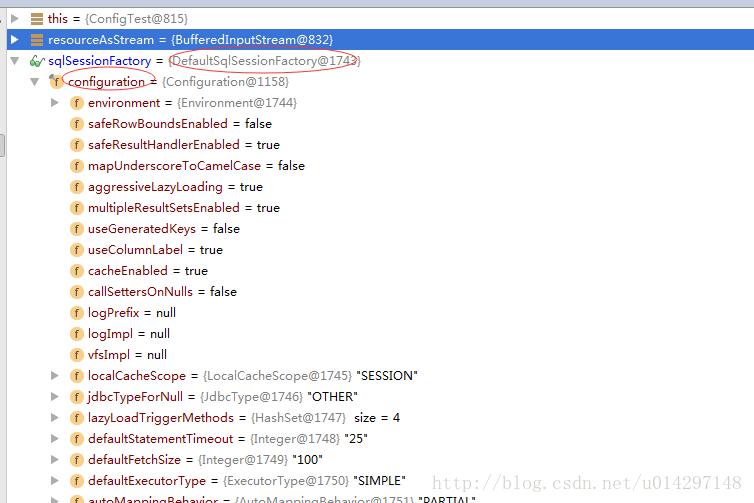 this = {ConfigTest@815}
resourceAsStream = {BufferedInputStream@832}
sqlSessionFactory = {DefaultSqlSessionFactory@1743}
f configuration = {Configuration@1158}
f environment = {Environment@1744}
f safeRowBoundsEnabled = false
f safeResultHandlerEnabled = true
f mapUnderscoreToCamelCase = false
f aggressiveLazyLoading = true
f multipleResultSetsEnabled = true
f useGeneratedKeys = false
f useColumnLabel = true
f cacheEnabled = true
f callSettersOnNulls = false
f logPrefix = null
f logImpl = null
f vfsImpl = null
f localCacheScope = {LocalCacheScope@1745} "SESSION"
f jdbcTypeForNull = {JdbcType@1746} "OTHER"
f lazyLoadTriggerMethods = {HashSet@1747} size = 4
f defaultStatementTimeout = {Integer@1748} "25"
f defaultFetchSize = {Integer@1749} "100"
f defaultExecutorType = {ExecutorType@1750} "SIMPLE"
f autoMappingBehavior = {AutoMappingBehavior@1751} "PARTIAL"
http://blog.csdn.net/u014297148